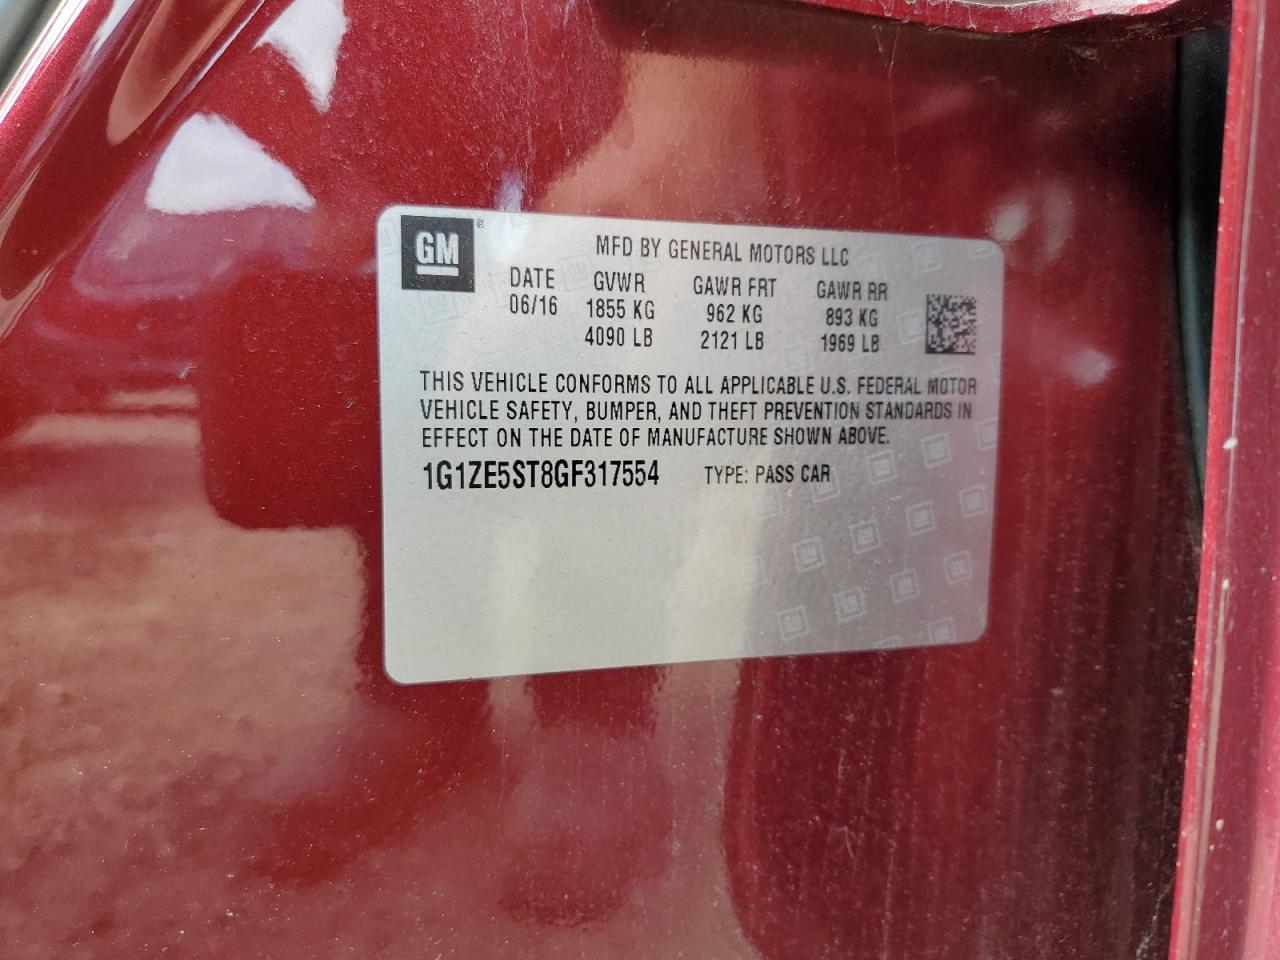 GM®
MFD BY GENERAL MOTORS LLC
DATE GVWR GAWR FRT GAWR RR
06/16 1855 KG 962 KG 893 KG
4090 LB 2121 LB 1969 LB
THIS VEHICLE CONFORMS TO ALL APPLICABLE U.S. FEDERAL MOTOR
VEHICLE SAFETY, BUMPER, AND THEFT PREVENTION STANDARDS IN
EFFECT ON THE DATE OF MANUFACTURE SHOWN ABOVE.
1G1ZE5ST8GF317554 TYPE: PASS CAR